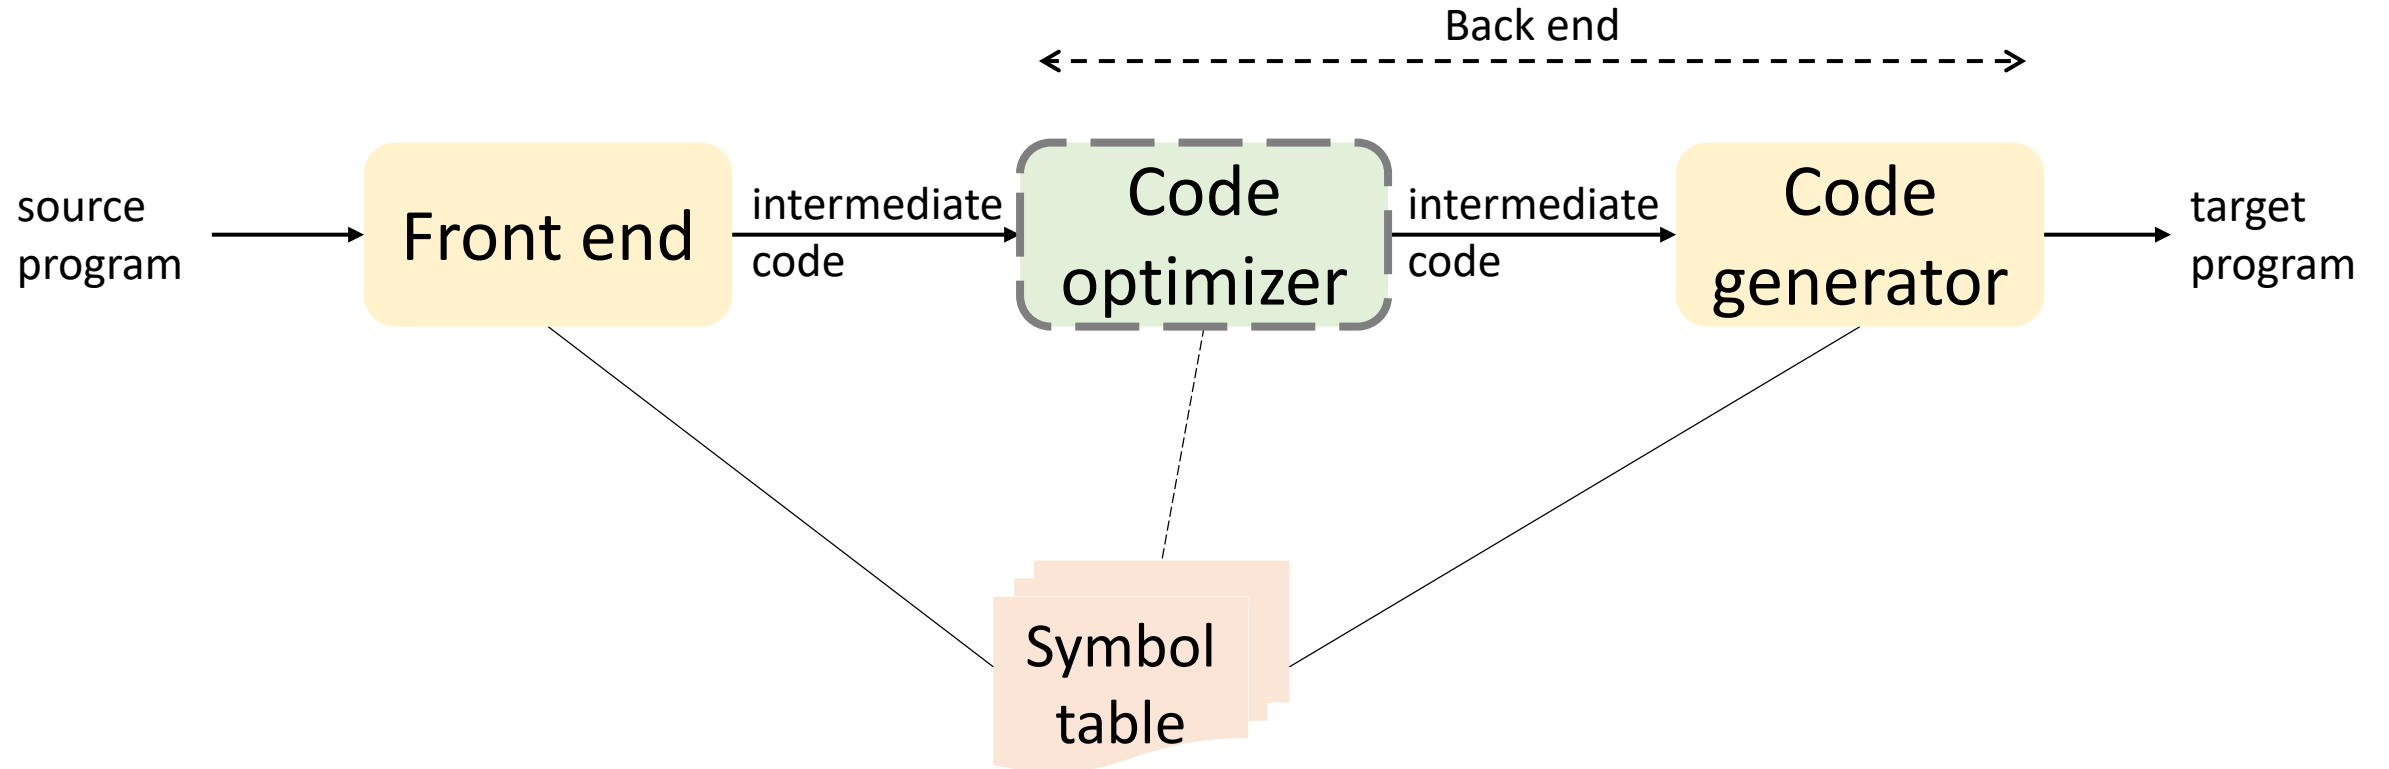 Back end
source
program
Front end
intermediate
code
Code
optimizer
intermediate
code
Code
generator
target
program
Symbol
table